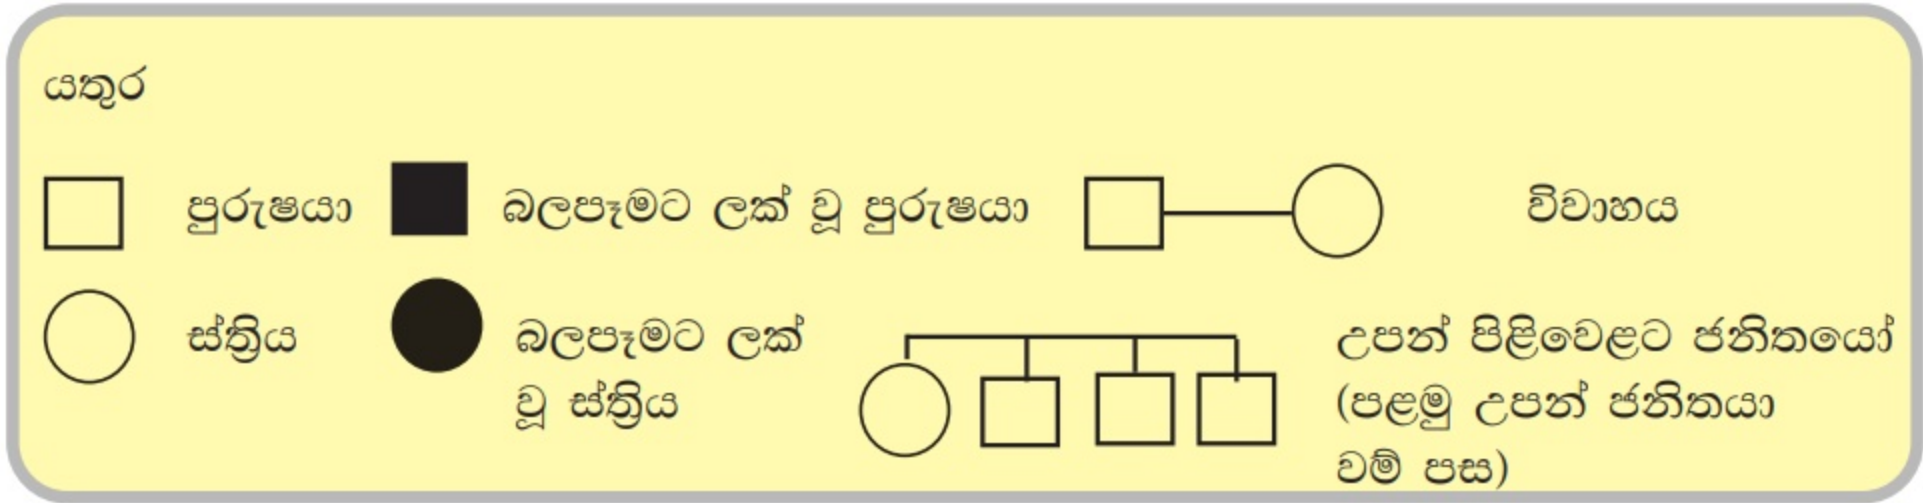 යතුර
පුරුෂයා බලපෑමට ලක් වූ පුරුෂයා විවාහය
ස්ත්‍රිය බලපෑමට ලක් උපන් පිළිවෙළට ජනිතයෝ
වූ ස්ත්‍රිය (පළමු උපන් ජනිතයා
වම් පස)